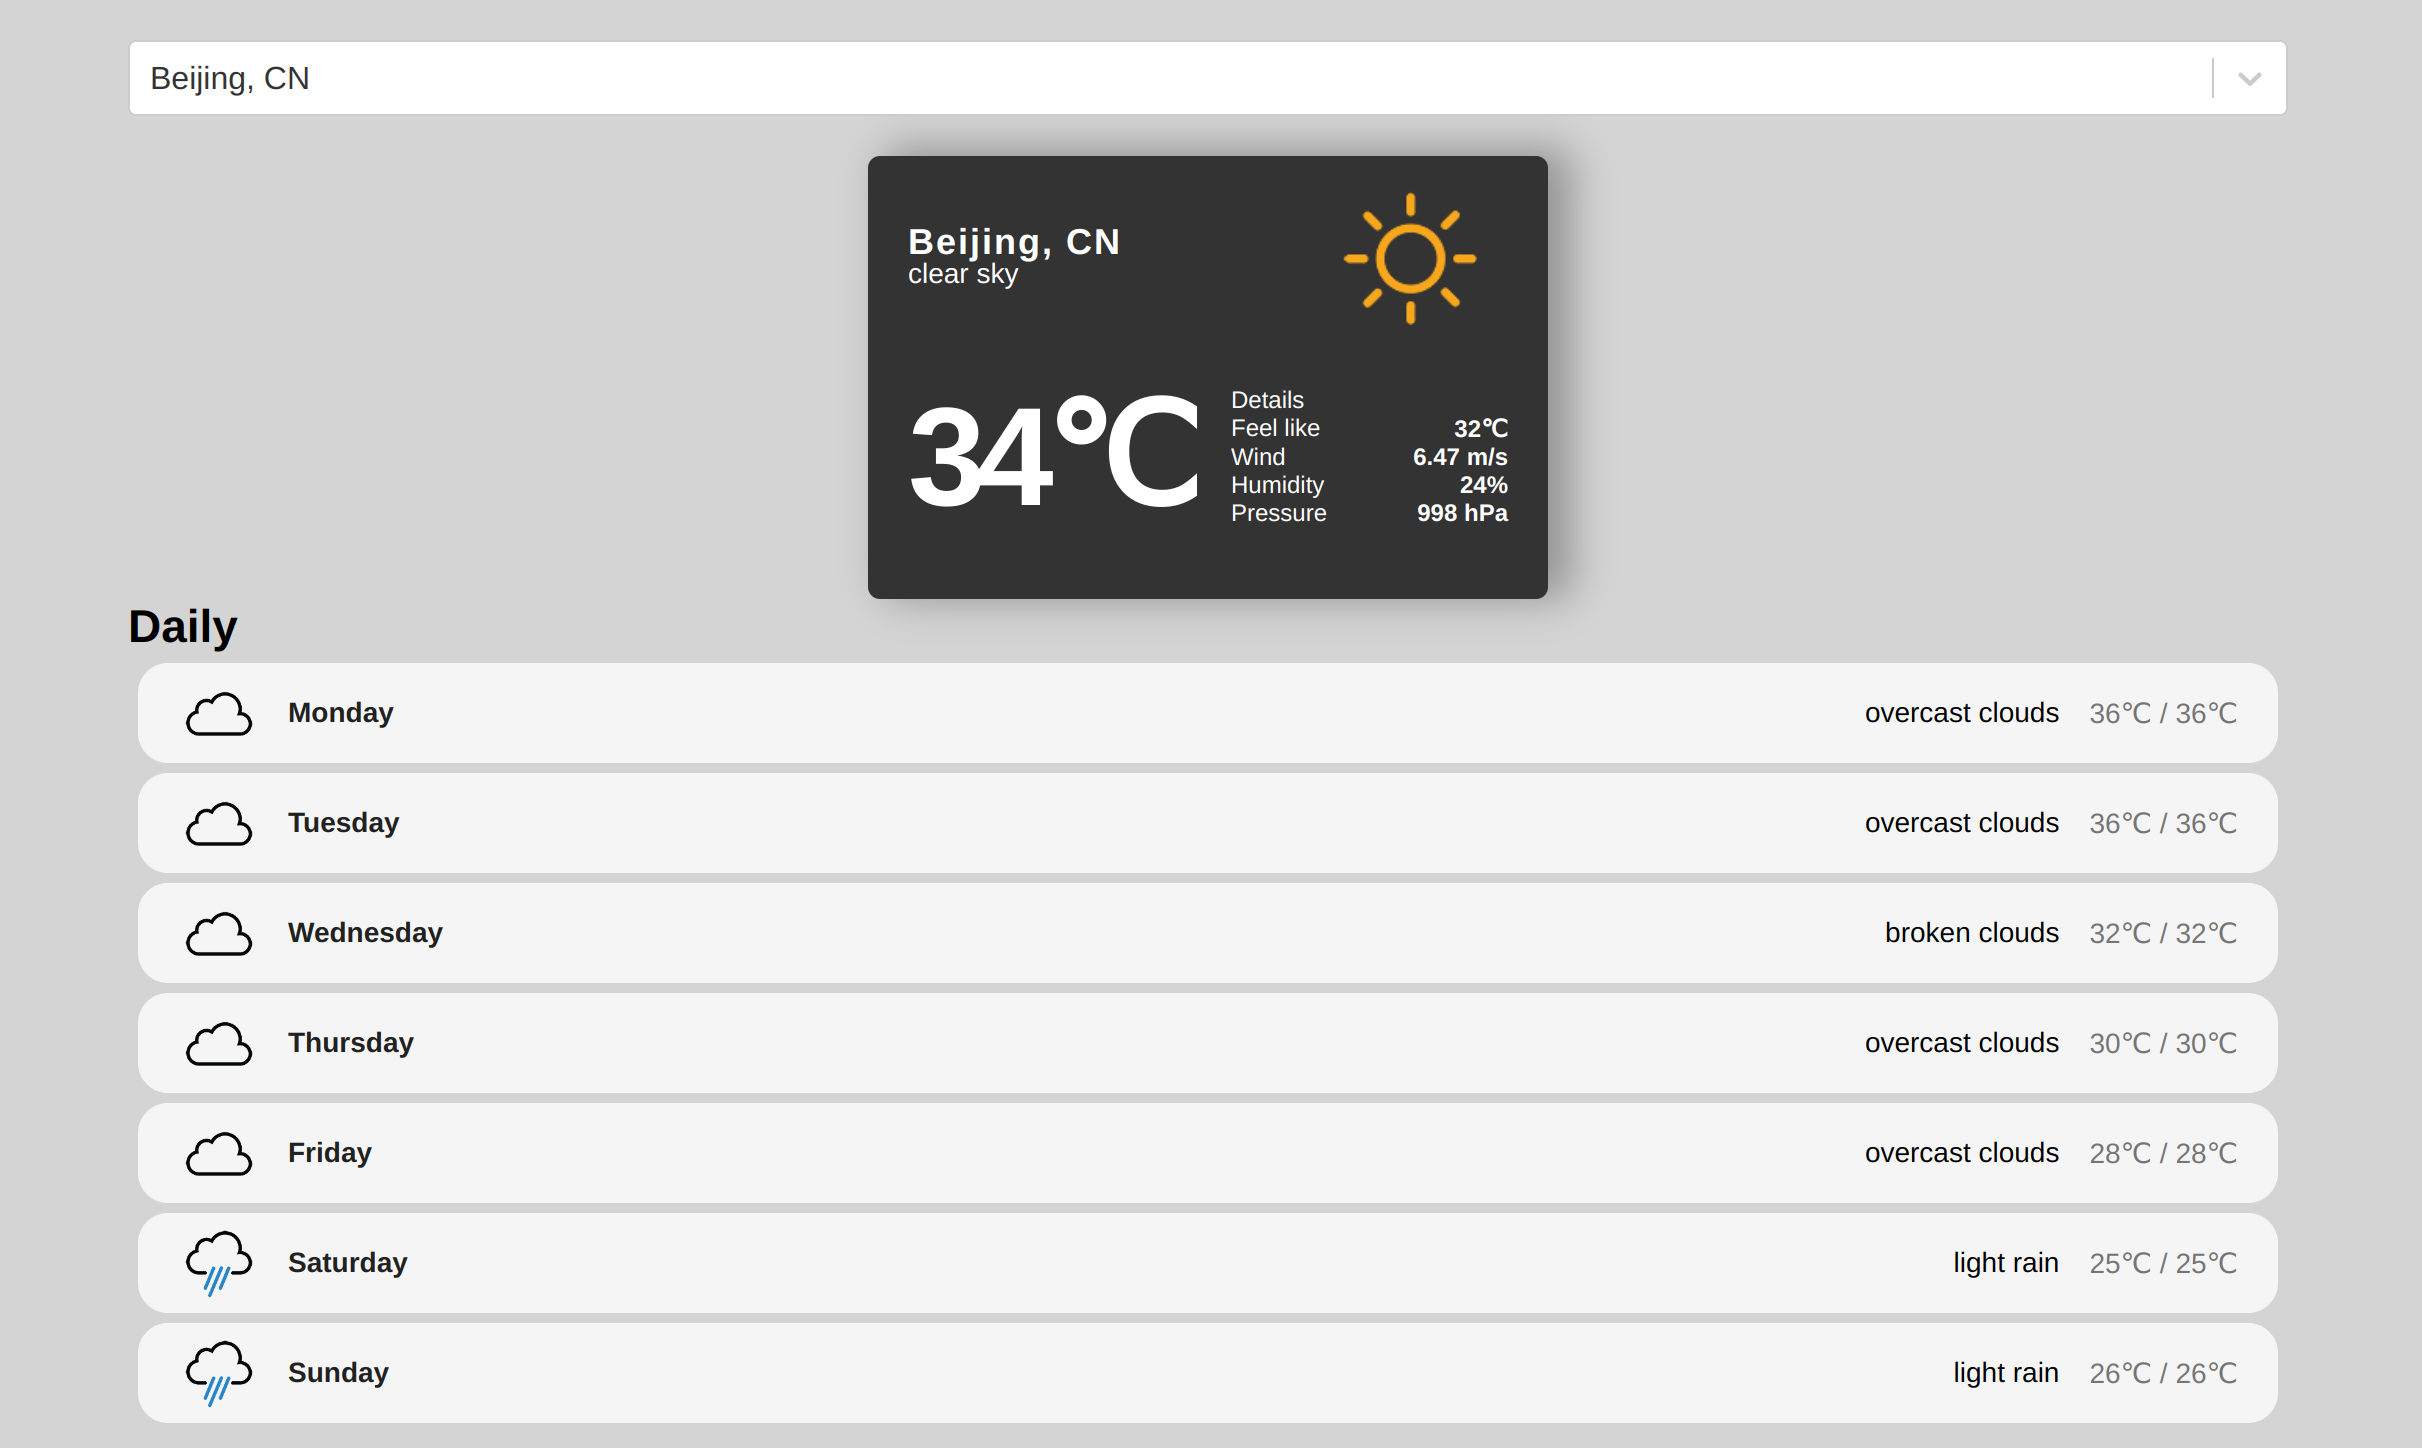 Beijing, CN
Beijing, CN
clear sky
34℃
Details
Feel like 32℃
Wind 6.47 m/s
Humidity 24%
Pressure 998 hPa
Daily
Monday overcast clouds 36℃ / 36℃
Tuesday overcast clouds 36℃ / 36℃
Wednesday broken clouds 32℃ / 32℃
Thursday overcast clouds 30℃ / 30℃
Friday overcast clouds 28℃ / 28℃
Saturday light rain 25℃ / 25℃
Sunday light rain 26℃ / 26℃